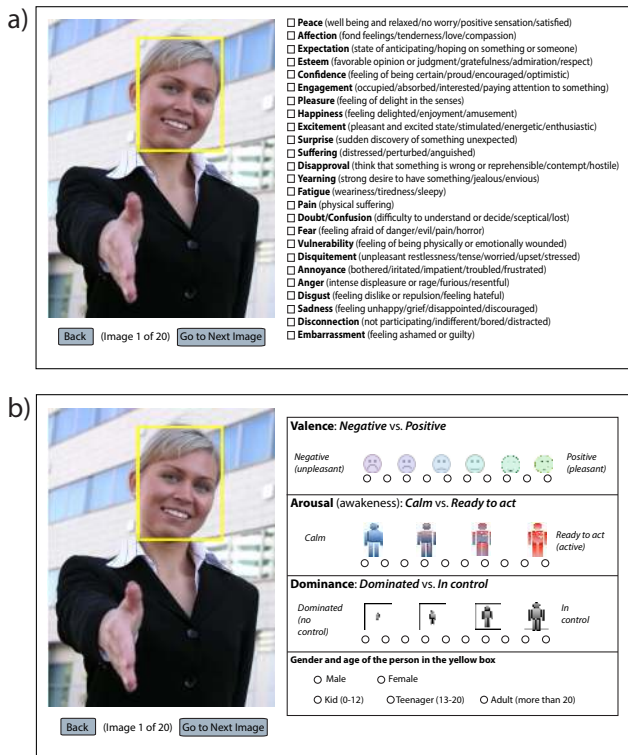 a)
Peace (well being and relaxed/no worry/positive sensation/satisfied)
Affection (fond feelings/tenderness/love/compassion)
Expectation (state of anticipating/hoping on something or someone)
Esteem (favorable opinion or judgment/gratefulness/admiration/respect)
Confidence (feeling of being certain/proud/encouraged/optimistic)
Engagement (occupied/absorbed/interested/paying attention to something)
Pleasure (feeling of delight in the senses)
Happiness (feeling delighted/enjoyment/amusement)
Excitement (pleasant and excited state/stimulated/energetic/enthusiastic)
Surprise (sudden discovery of something unexpected)
Suffering (distressed/perturbed/anguished)
Disapproval (think that something is wrong or reprehensible/contempt/hostile)
Yearning (strong desire to have something/jealous/envious)
Fatigue (weariness/tiredness/sleepy)
Pain (physical suffering)
Doubt/Confusion (difficulty to understand or decide/sceptical/lost)
Fear (feeling afraid of danger/evil/pain/horror)
Vulnerability (feeling of being physically or emotionally wounded)
Disquitement (unpleasant restlessness/tense/worried/upset/stressed)
Annoyance (bothered/iritated/impatient/troubled/frustrated)
Anger (intense displeasure or rage/furious/resentful)
Disgust (feeling dislike or repulsion/feeling hateful)
Sadness (feeling unhappy/grief/disappointed/discouraged)
Disconnection (not participating/indifferent/bored/distracted)
Embarrassment (feeling ashamed or guilty)
Back (Image 1 of 20) Go to Next Image
b)
Valence: Negative vs. Positive
Negative
(unpleasant)
Positive
(pleasant)
Arousal (awakeness): Calm vs. Ready to act
Calm
Ready to act
(active)
Dominance: Dominated vs. In control
Dominated
(no
control)
In
control
Gender and age of the person in the yellow box
Male Female
Kid (0-12) Teenager (13-20) Adult (more than 20)
Back (Image 1 of 20) Go to Next Image